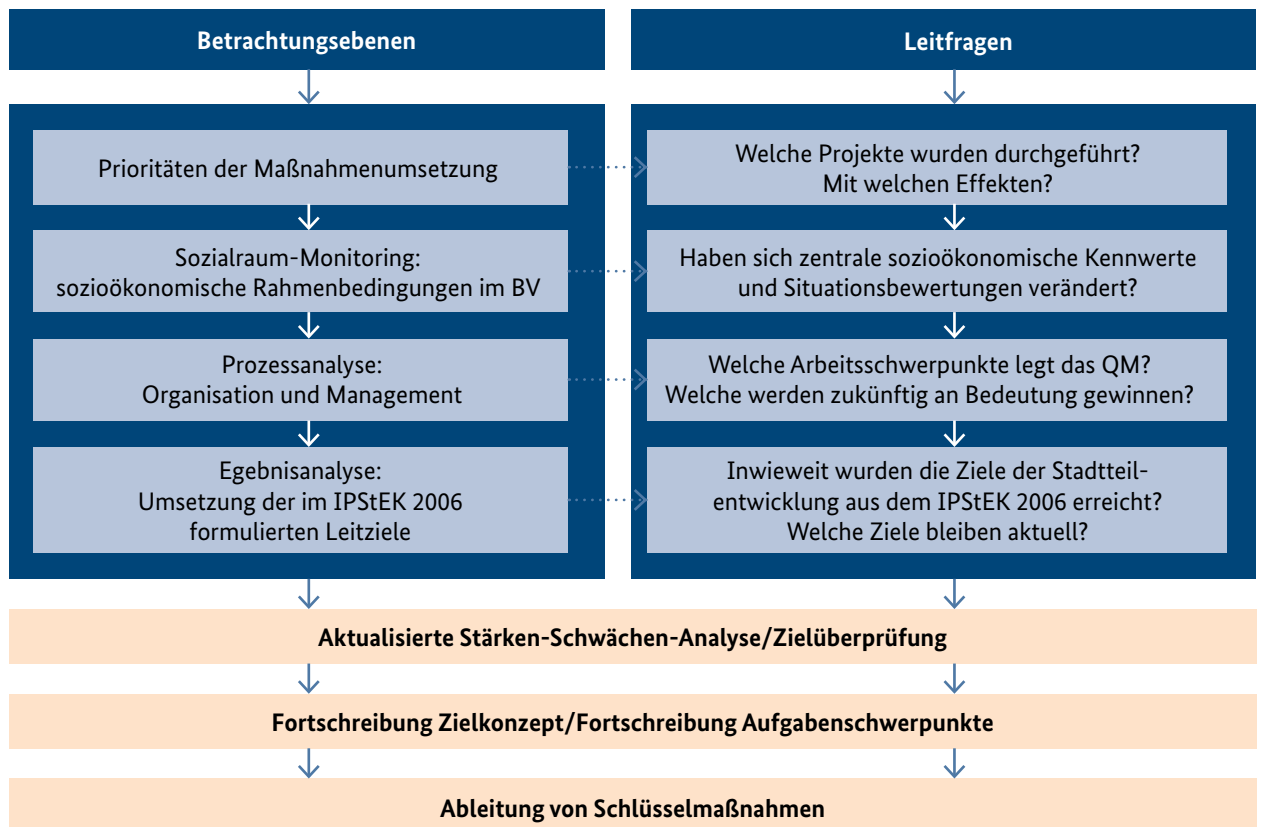 Betrachtungsebenen
Leitfragen
Prioritäten der Maßnahmenumsetzung
Welche Projekte wurden durchgeführt?
Mit welchen Effekten?
Sozialraum-Monitoring:
sozioökonomische Rahmenbedingungen im BV
Haben sich zentrale sozioökonomische Kennwerte
und Situationsbewertungen verändert?
Prozessanalyse:
Organisation und Management
Welche Arbeitsschwerpunkte legt das QM?
Welche werden zukünftig an Bedeutung gewinnen?
Egebnisanalyse:
Umsetzung der im IPStEK 2006
formulierten Leitziele
Inwieweit wurden die Ziele der Stadtteil-
entwicklung aus dem IPStEK 2006 erreicht?
Welche Ziele bleiben aktuell?
Aktualisierte Stärken-Schwächen-Analyse/Zielüberprüfung
Fortschreibung Zielkonzept/Fortschreibung Aufgabenschwerpunkte
Ableitung von Schlüsselmaßnahmen